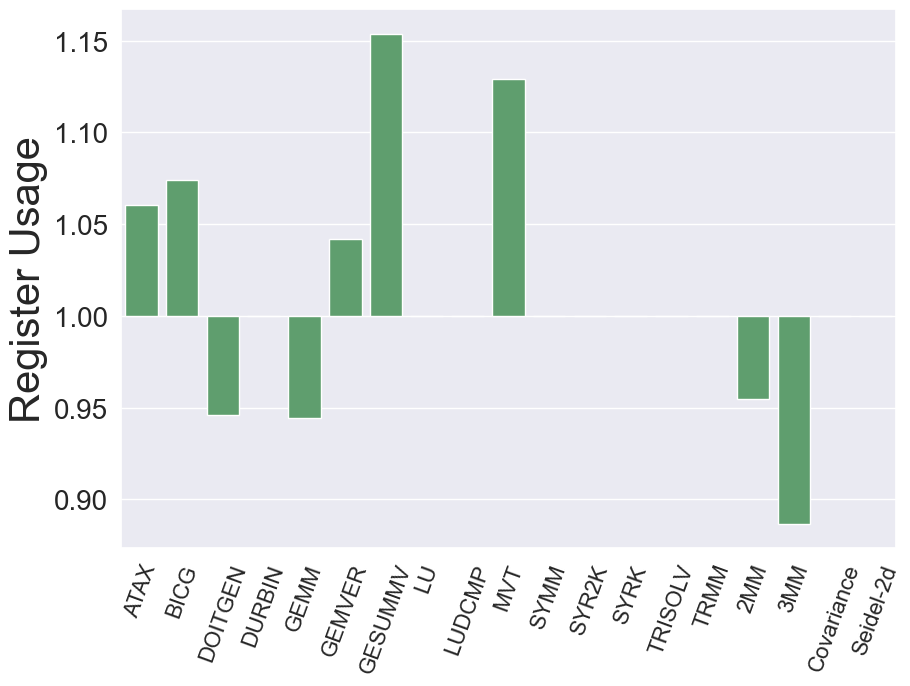 Register Usage
1.15
1.10
1.05
1.00
0.95
0.90
ATAX
BICG
DOITGEN
DURBIN
GEMM
GEMVER
GESUMMV
LU
LUDCMP
MVT
SYMM
SYR2K
SYRK
TRISOLV
TRMM
2MM
3MM
Covariance
Seidel-2d